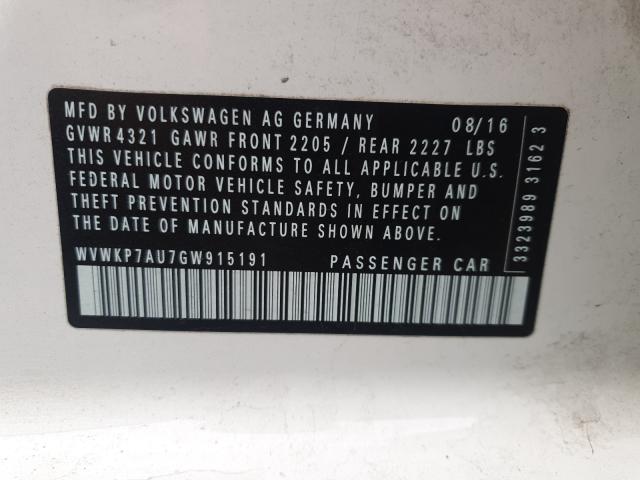 MFD BY VOLKSWAGEN AG GERMANY 08/16
GVWR 4321 GAWR FRONT 2205 / REAR 2227 LBS
THIS VEHICLE CONFORMS TO ALL APPLICABLE U.S.
FEDERAL MOTOR VEHICLE SAFETY, BUMPER AND
THEFT PREVENTION STANDARDS IN EFFECT ON
THE DATE OF MANUFACTURE SHOWN ABOVE.
WVWKP7AU7GW915191 PASSENGER CAR
3323989 3162 3